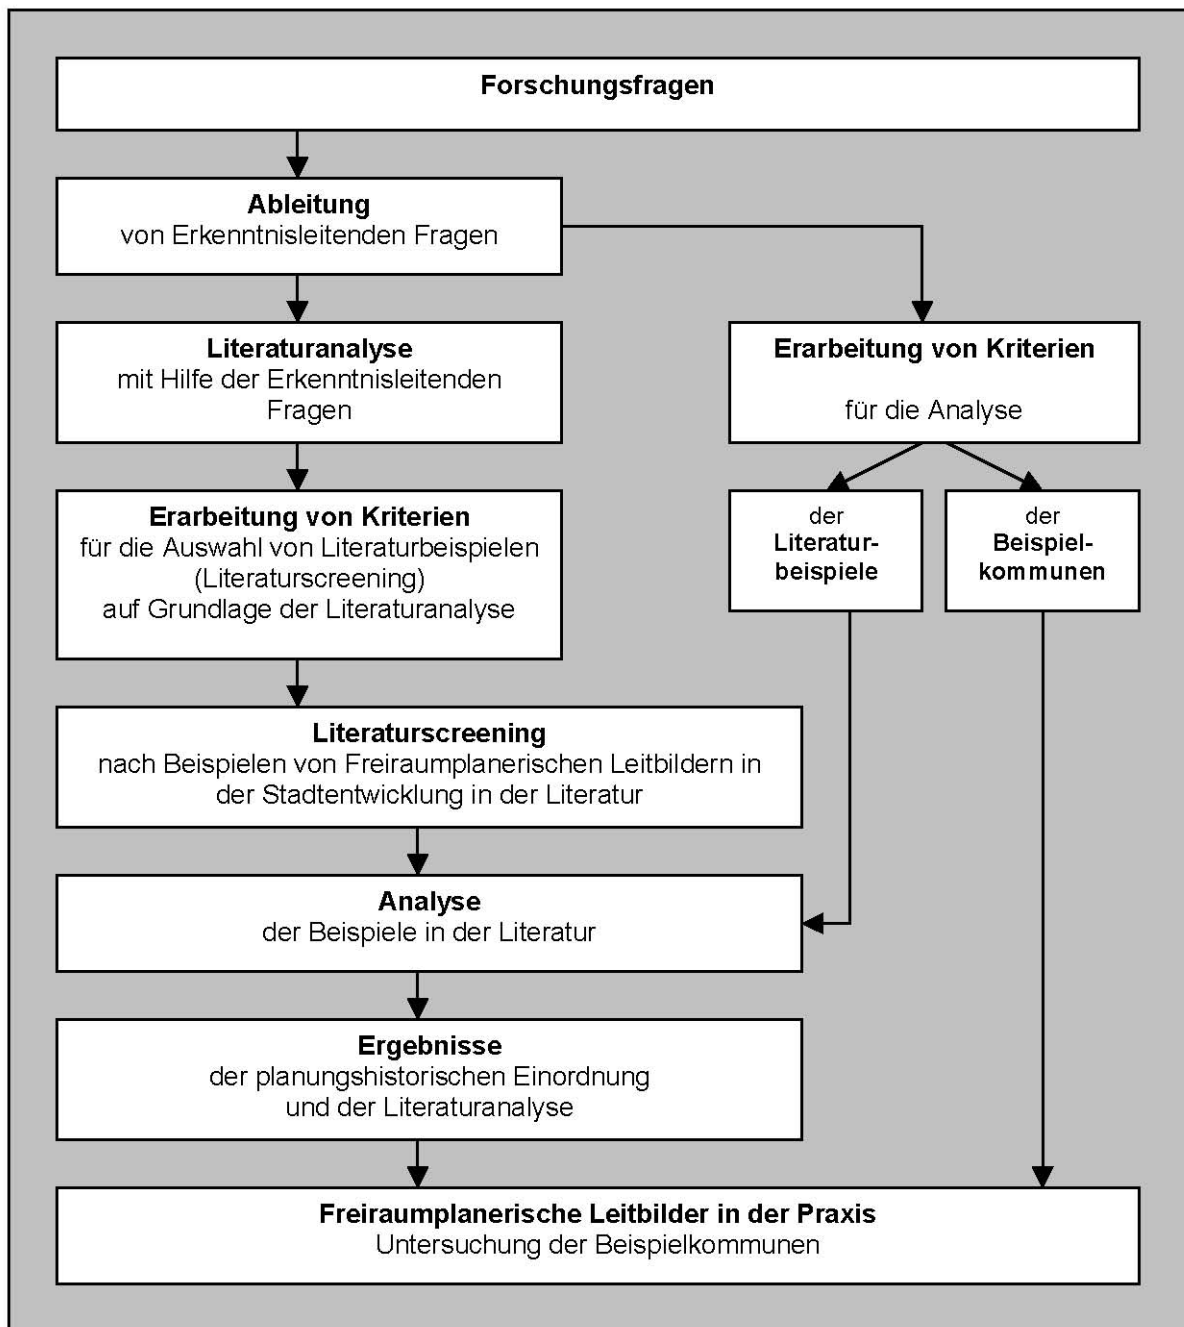 Forschungsfragen
Ableitung
von Erkenntnisleitenden Fragen
Literaturanalyse
mit Hilfe der Erkenntnisleitenden
Fragen
Erarbeitung von Kriterien
für die Analyse
Erarbeitung von Kriterien
für die Auswahl von Literaturbeispielen
(Literaturscreening)
auf Grundlage der Literaturanalyse
der
Literatur-
beispiele
der
Beispiel-
kommunen
Literaturscreening
nach Beispielen von Freiraumplanerischen Leitbildern in
der Stadtentwicklung in der Literatur
Analyse
der Beispiele in der Literatur
Ergebnisse
der planungshistorischen Einordnung
und der Literaturanalyse
Freiraumplanerische Leitbilder in der Praxis
Untersuchung der Beispielkommunen